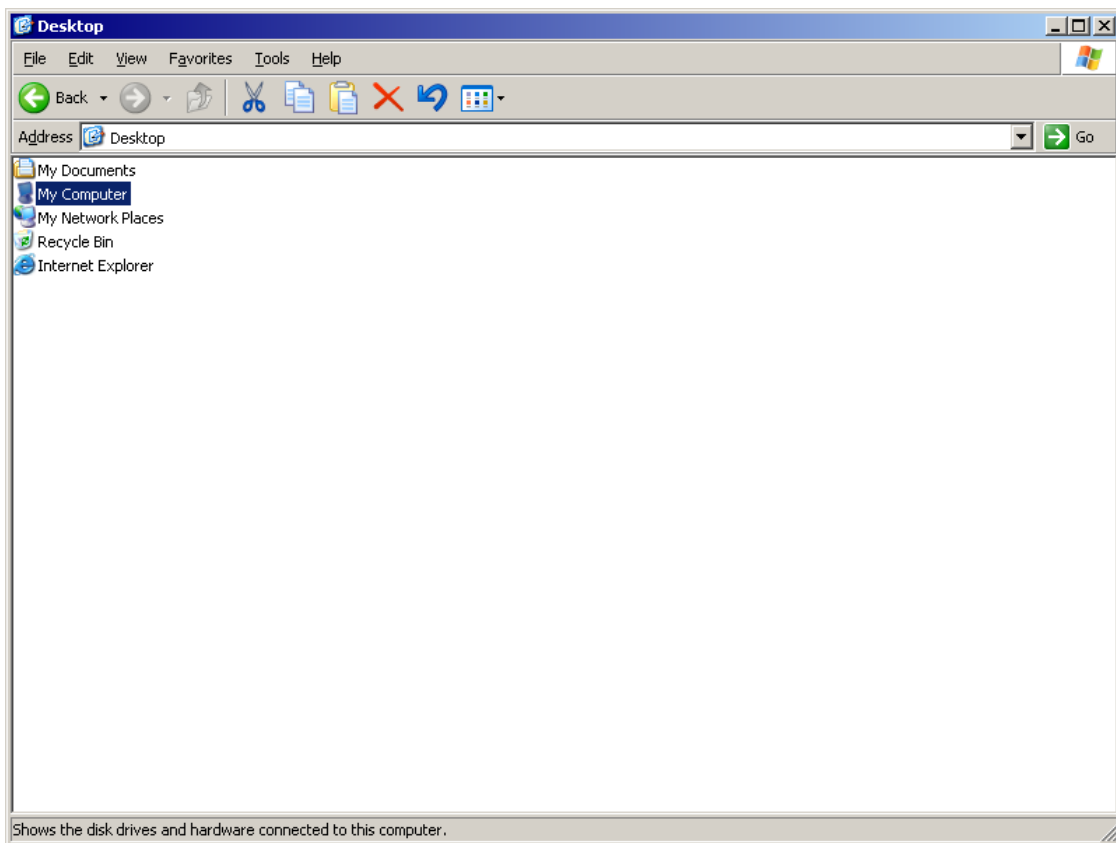 Desktop
File Edit View Favorites Tools Help
Back
Address Desktop Go
My Documents
My Computer
My Network Places
Recycle Bin
Internet Explorer
Shows the disk drives and hardware connected to this computer.